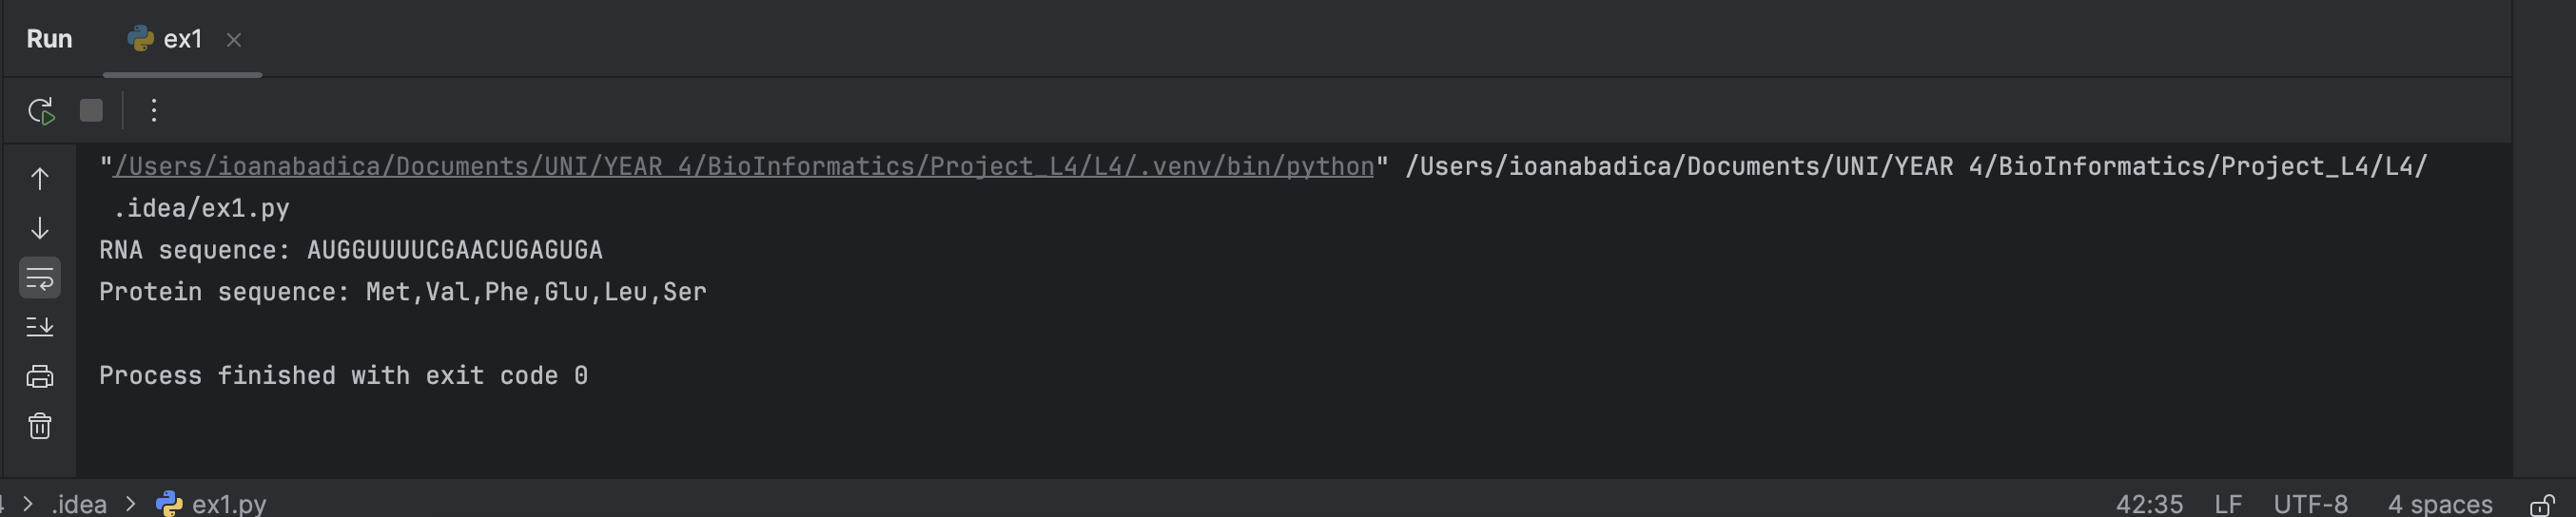 Run ex1
"/Users/ioanabadica/Documents/UNI/YEAR 4/BioInformatics/Project_L4/L4/.venv/bin/python" /Users/ioanabadica/Documents/UNI/YEAR 4/BioInformatics/Project_L4/L4/
.idea/ex1.py
RNA sequence: AUGGUUUUCGAACUGAGUGA
Protein sequence: Met,Val,Phe,Glu,Leu,Ser
Process finished with exit code 0
.idea > ex1.py 42:35 LF UTF-8 4 spaces